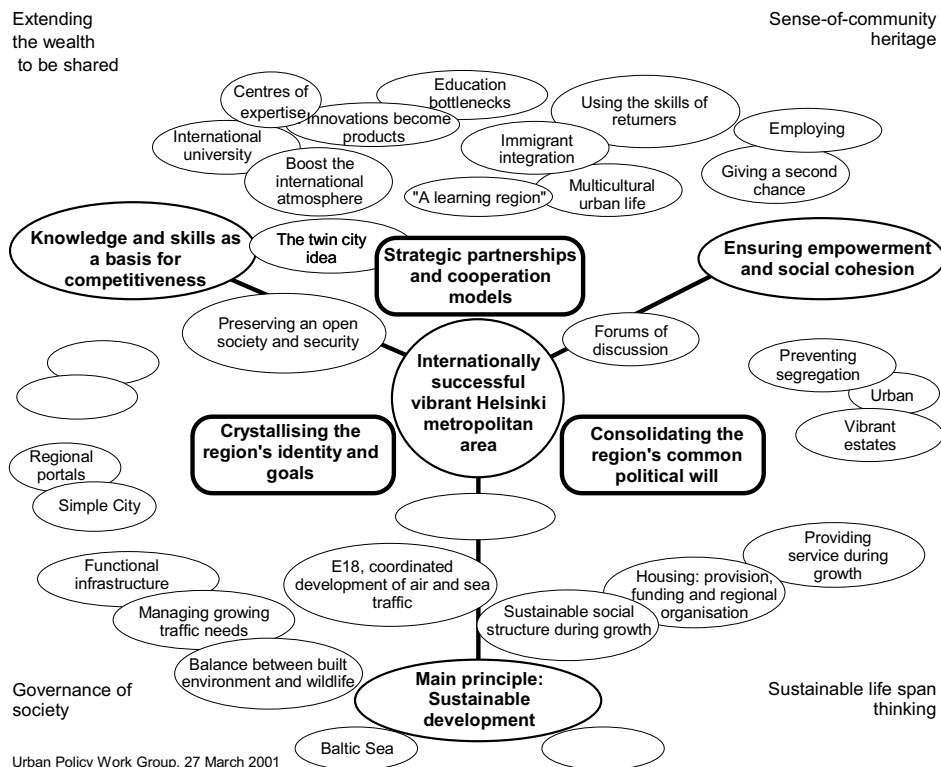 Extending
the wealth
to be shared
Sense-of-community
heritage
Centres of
expertise
Education
bottlenecks
Innovations become
products
Using the skills of
returners
International
university
Immigrant
integration
Employing
Boost the
international
atmosphere
"A learning region"
Multicultural
urban life
Giving a second
chance
Knowledge and skills as
a basis for
competitiveness
The twin city
idea
Strategic partnerships
and cooperation
models
Ensuring empowerment
and social cohesion
Preserving an open
society and security
Forums of
discussion
Internationally
successful
vibrant Helsinki
metropolitan
area
Preventing
segregation
Urban
Vibrant
estates
Crystallising the
region's identity and
goals
Consolidating the
region's common
political will
Regional
portals
Simple City
Functional
infrastructure
Managing growing
traffic needs
Balance between built
environment and wildlife
E18, coordinated
development of air and sea
traffic
Sustainable social
structure during growth
Housing: provision,
funding and regional
organisation
Providing
service during
growth
Governance of
society
Main principle:
Sustainable
development
Sustainable life span
thinking
Baltic Sea
Urban Policy Work Group, 27 March 2001